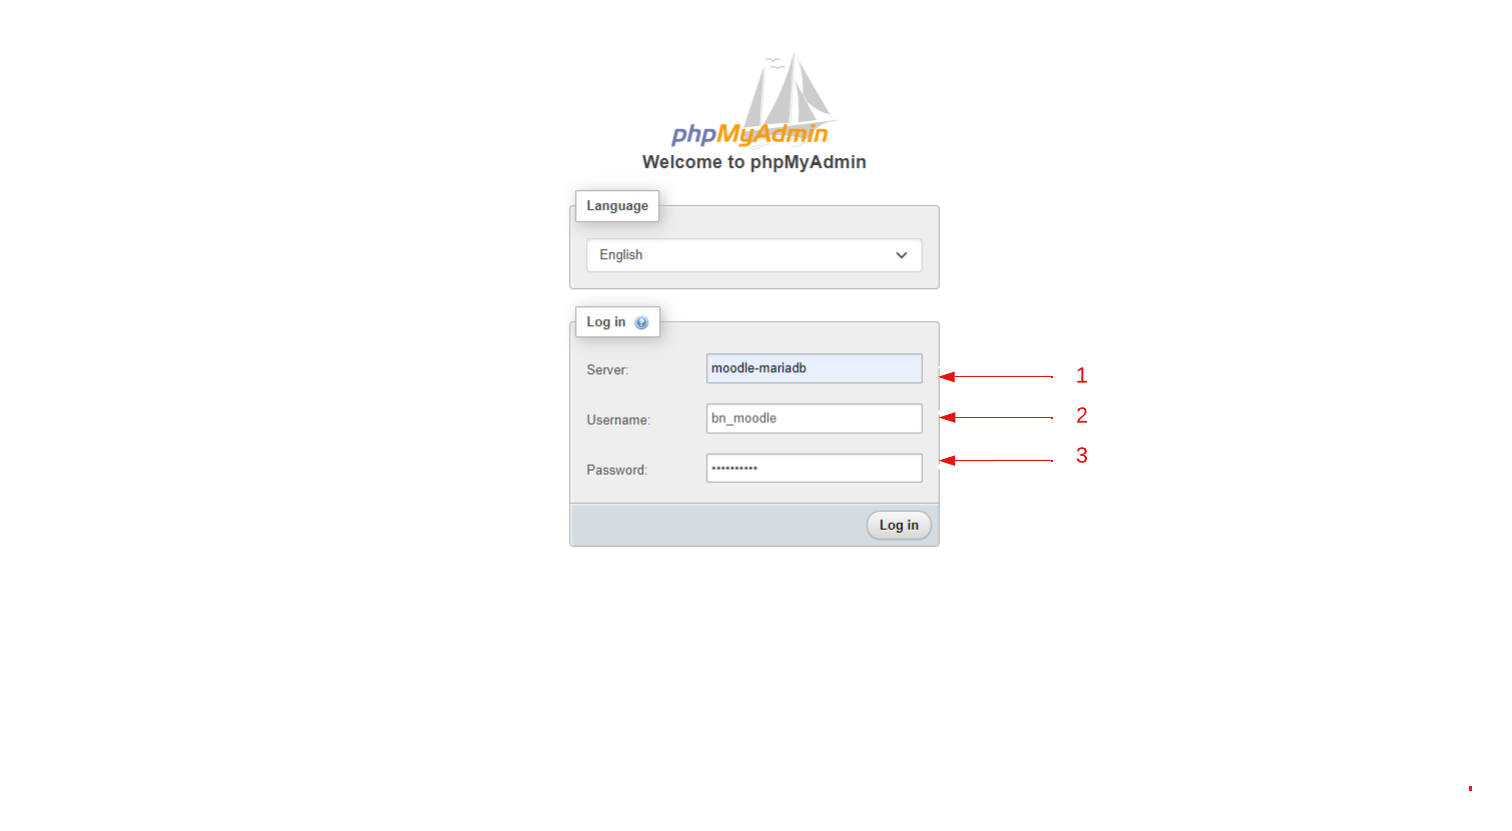 phpMyAdmin
Welcome to phpMyAdmin
Language
English
Log in
Server: moodle-mariadb 1
Username: bn_moodle 2
Password: •••••••••• 3
Log in